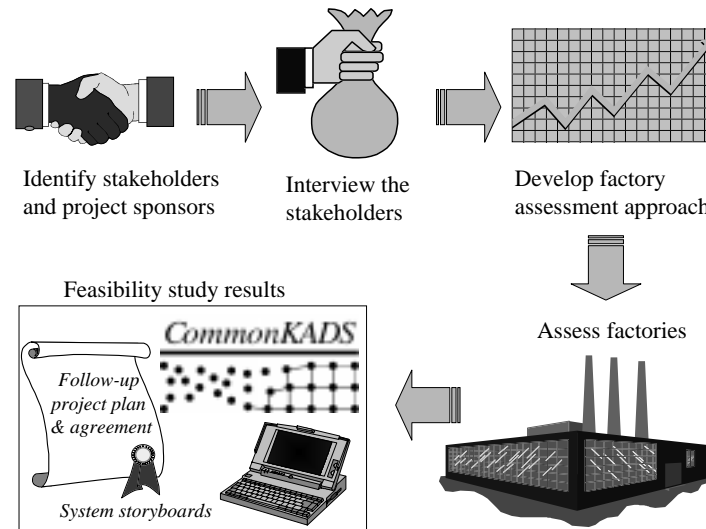 Identify stakeholders
and project sponsors
Interview the
stakeholders
Develop factory
assessment approach
Assess factories
Feasibility study results
CommonKADS
Follow-up
project plan
& agreement
System storyboards